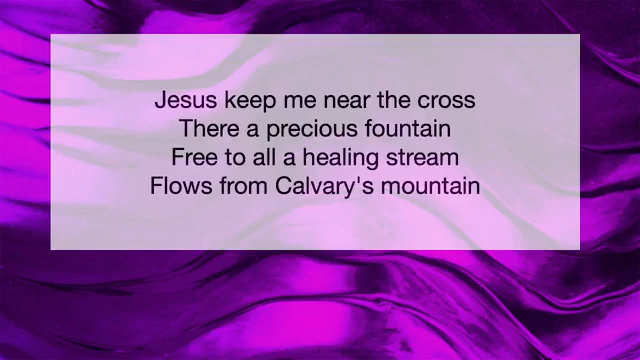 Jesus keep me near the cross
There a precious fountain
Free to all a healing stream
Flows from Calvary's mountain